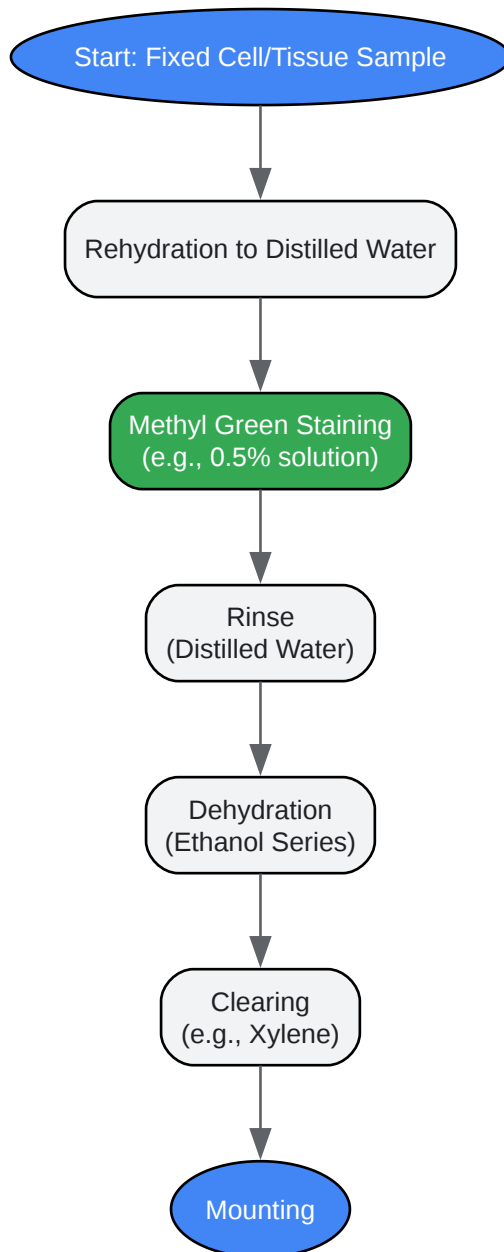 Start: Fixed Cell/Tissue Sample
Rehydration to Distilled Water
Methyl Green Staining
(e.g., 0.5% solution)
Rinse
(Distilled Water)
Dehydration
(Ethanol Series)
Clearing
(e.g., Xylene)
Mounting